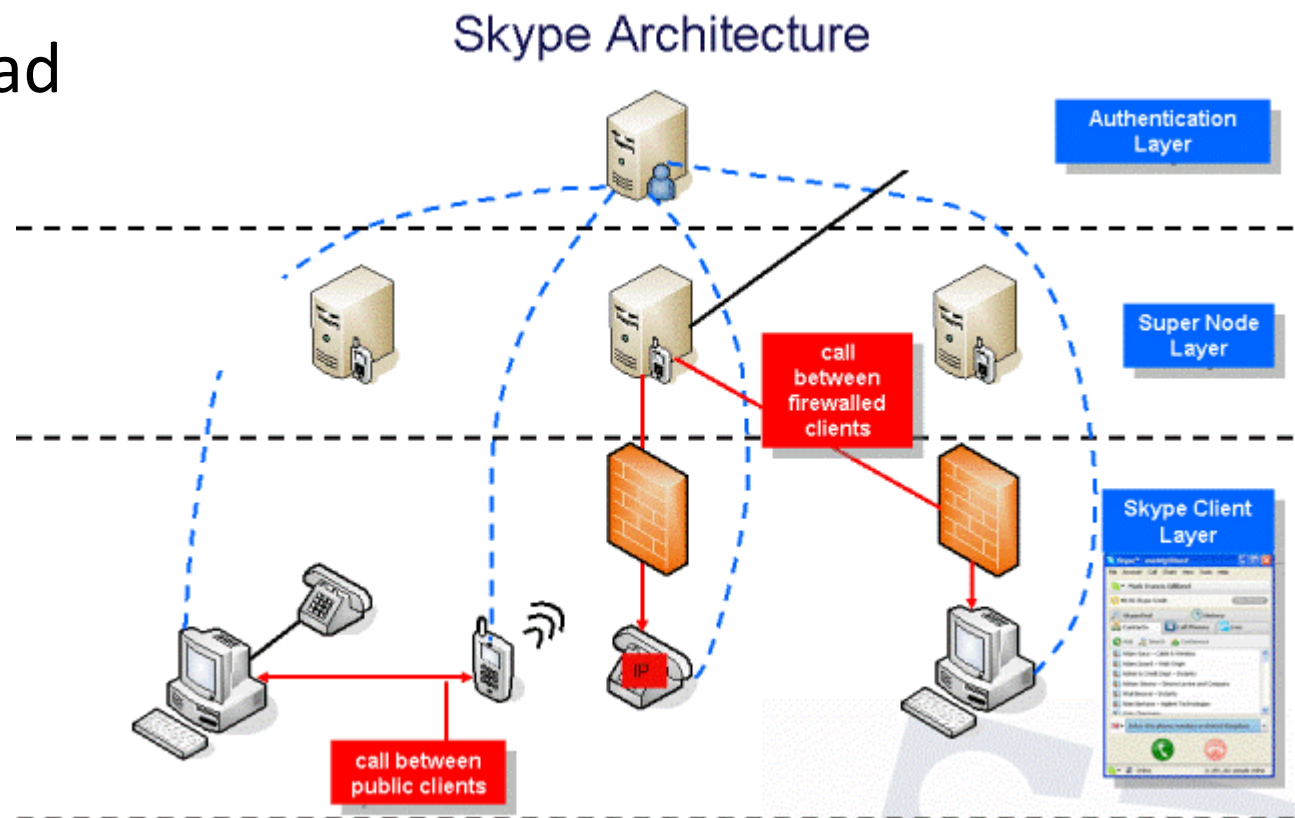 Skype Architecture
ad
Authentication
Layer
Super Node
Layer
call
between
firewalled
clients
Skype Client
Layer
IP
call between
public clients